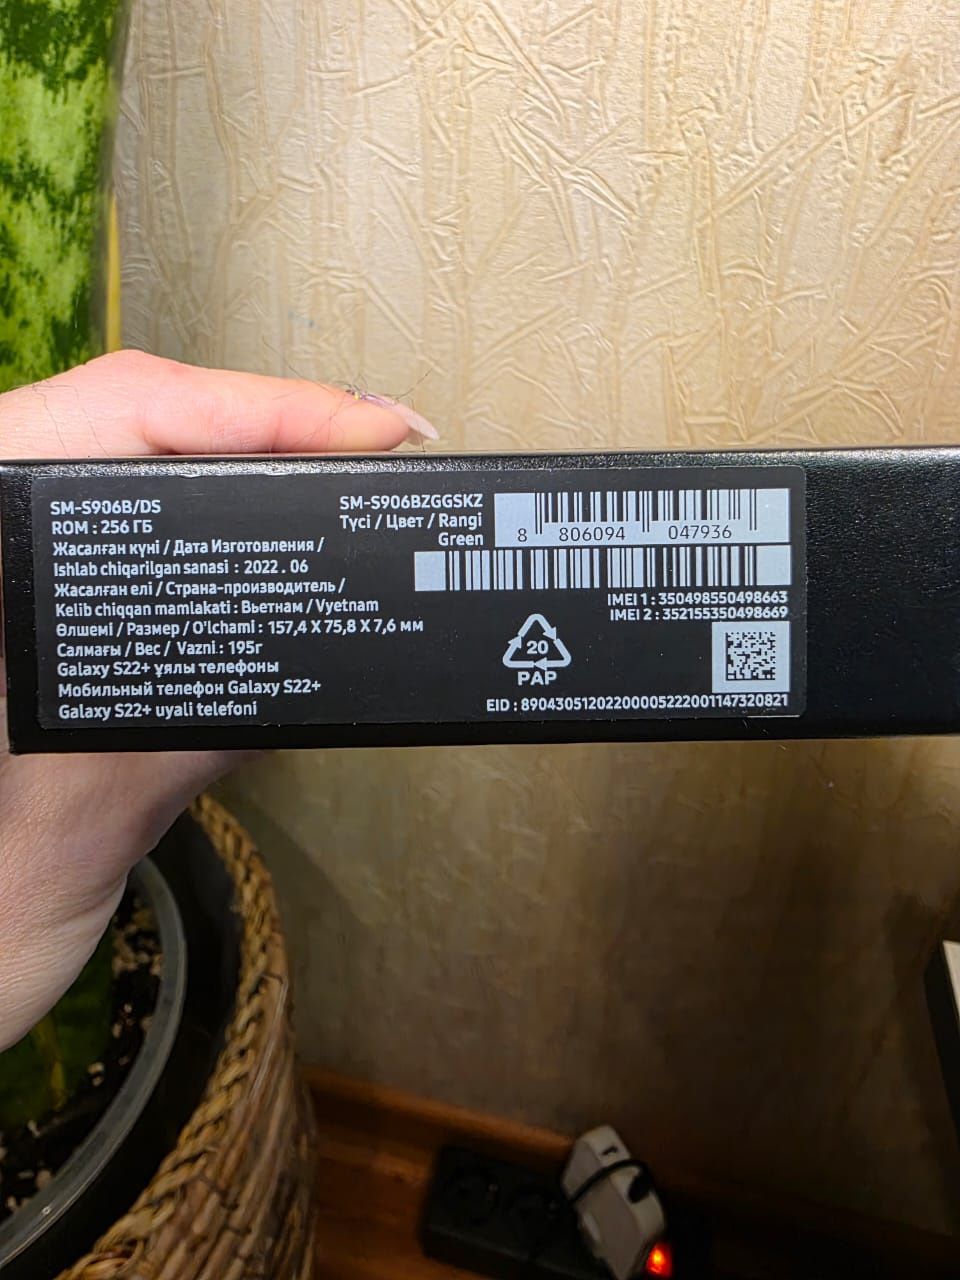 SM-S906B/DS
ROM : 256 ГБ
Жасалған күні / Дата Изготовления /
Ishlab chiqarilgan sanasi : 2022 . 06
Жасалған елі / Страна-производитель /
Kelib chiqqan mamlakati : Вьетнам / Vyetnam
Өлшемі / Размер / O'lchami : 157,4 X 75,8 X 7,6 мм
Салмағы / Вес / Vazni : 195г
Galaxy S22+ ұялы телефоны
Мобильный телефон Galaxy S22+
Galaxy S22+ uyali telefoni
SM-S906BZGGSKZ
Түсі / Цвет / Rangi
Green
8 806094 047936
IMEI 1 : 350498550498663
IMEI 2 : 352155350498669
20
PAP
EID : 89043051202200005222001147320821